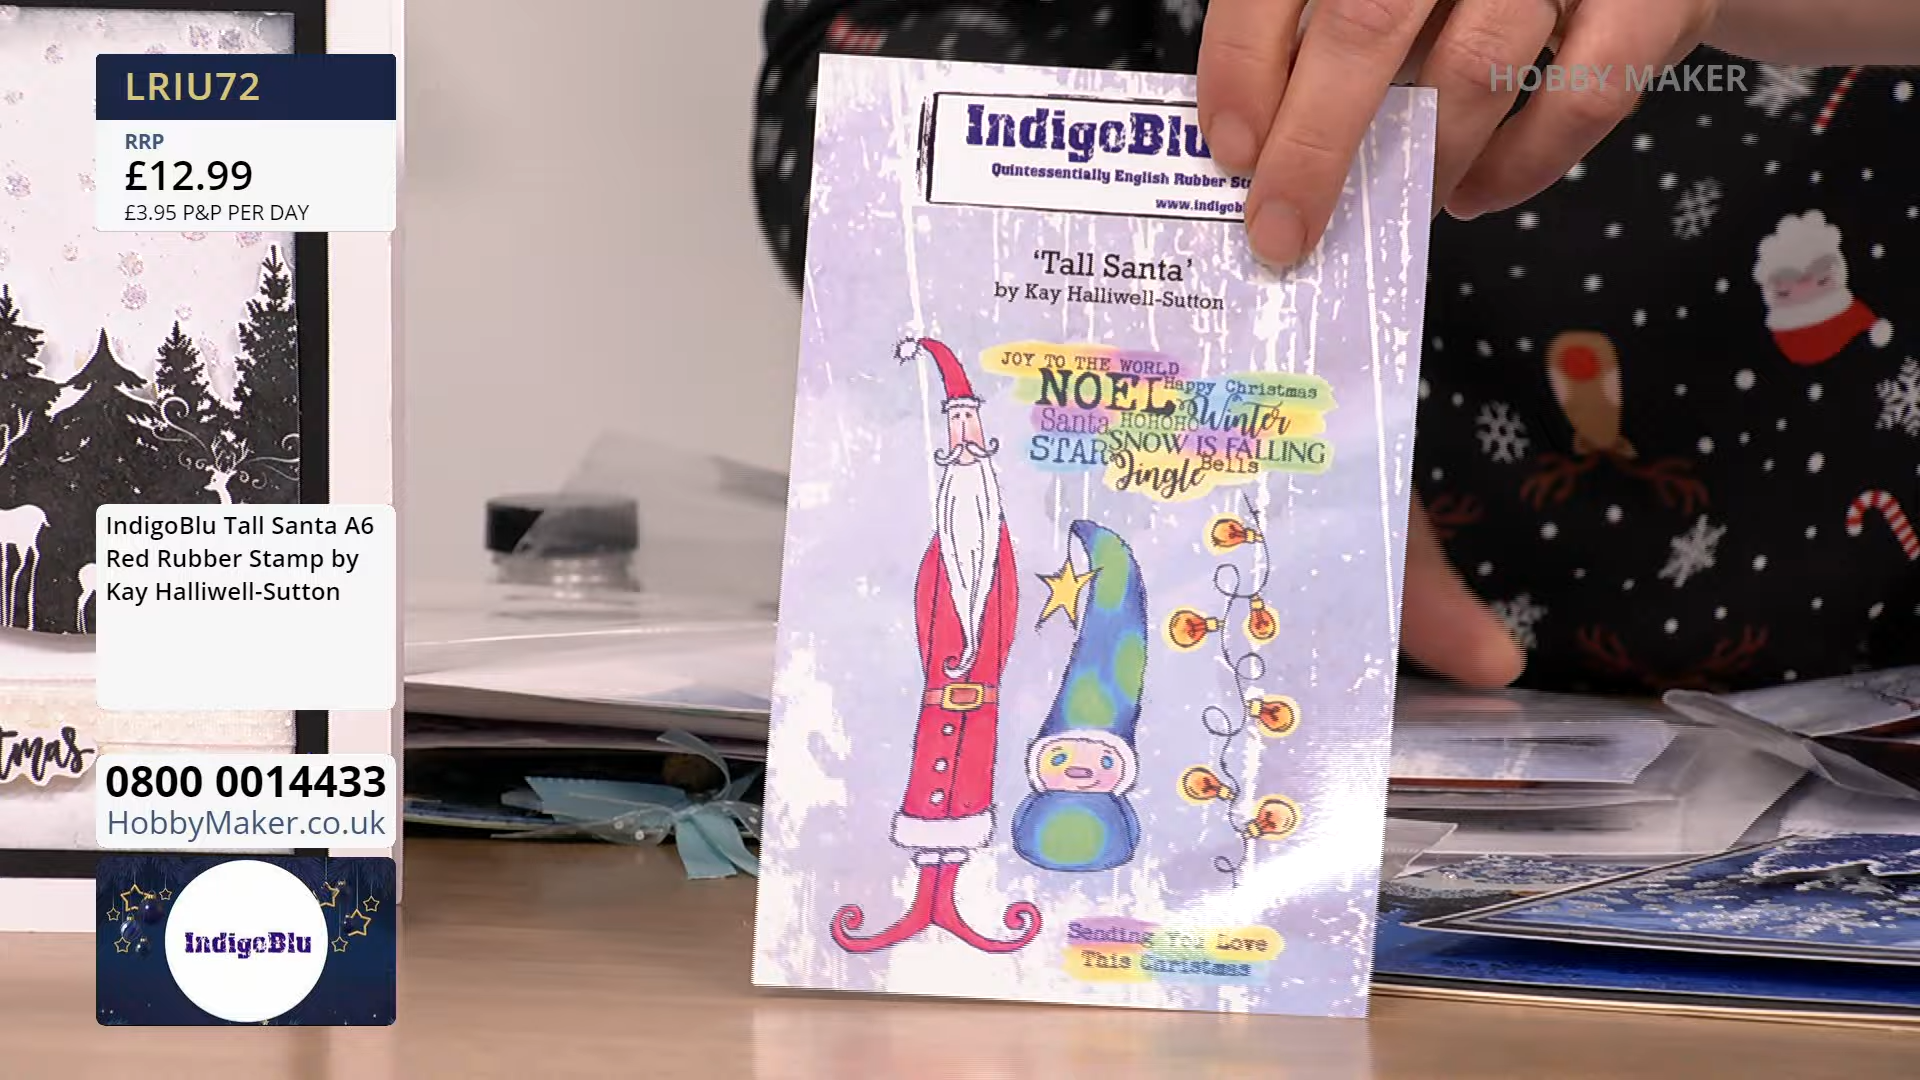 LRIU72
RRP
£12.99
£3.95 P&P PER DAY
IndigoBlu Tall Santa A6
Red Rubber Stamp by
Kay Halliwell-Sutton
tmas
0800 0014433
HobbyMaker.co.uk
IndigoBlu
HOBBY MAKER
IndigoBlu
Quintessentially English Rubber
‘Tall Santa’
by Kay Halliwell-Sutton
JOY TO THE WORLD
NOEL Happy Christmas
Santa HOHOHO Winter
STAR SNOW IS FALLING
Jingle Bells
Sending You Love
This Christmas